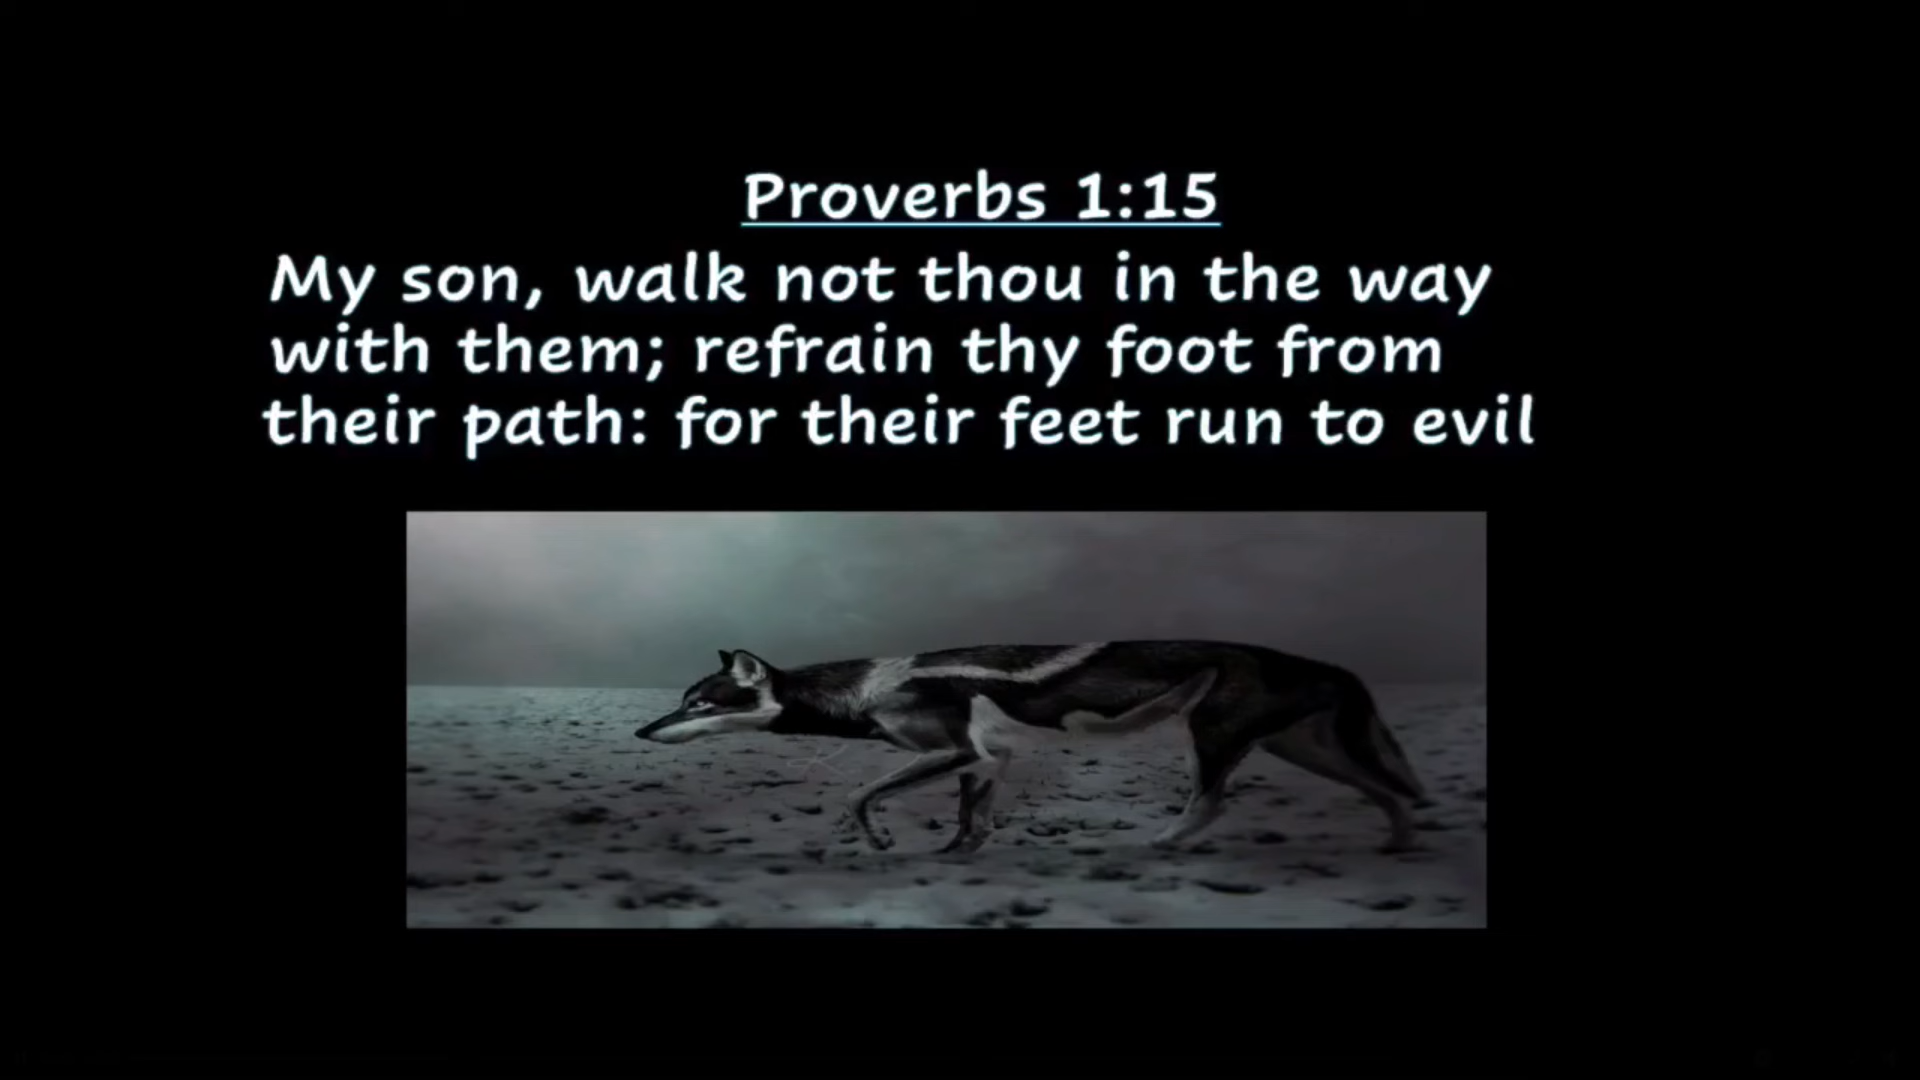 Proverbs 1:15
My son, walk not thou in the way
with them; refrain thy foot from
their path: for their feet run to evil